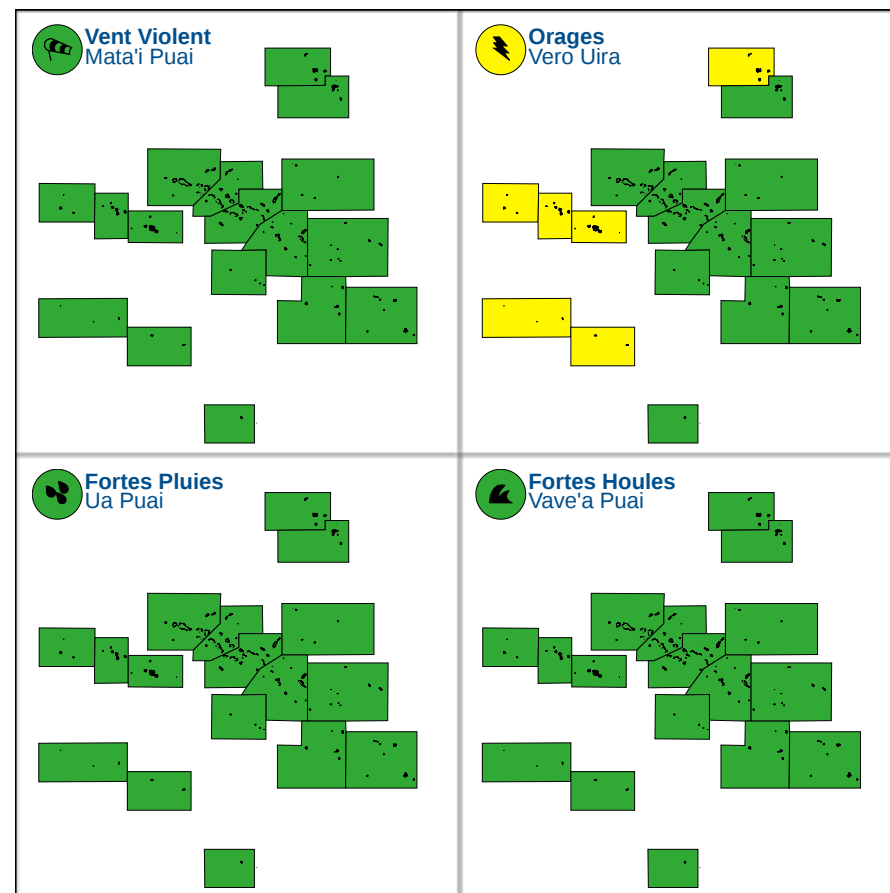 Vent Violent
Mata'i Puai
Orages
Vero Uira
Fortes Pluies
Ua Puai
Fortes Houles
Vave'a Puai